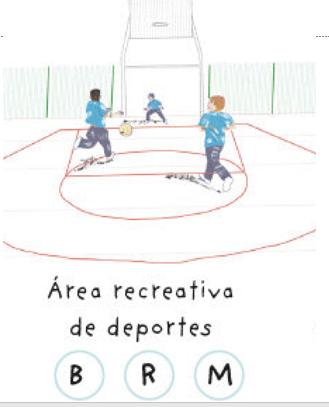 Área recreativa
de deportes
B R M